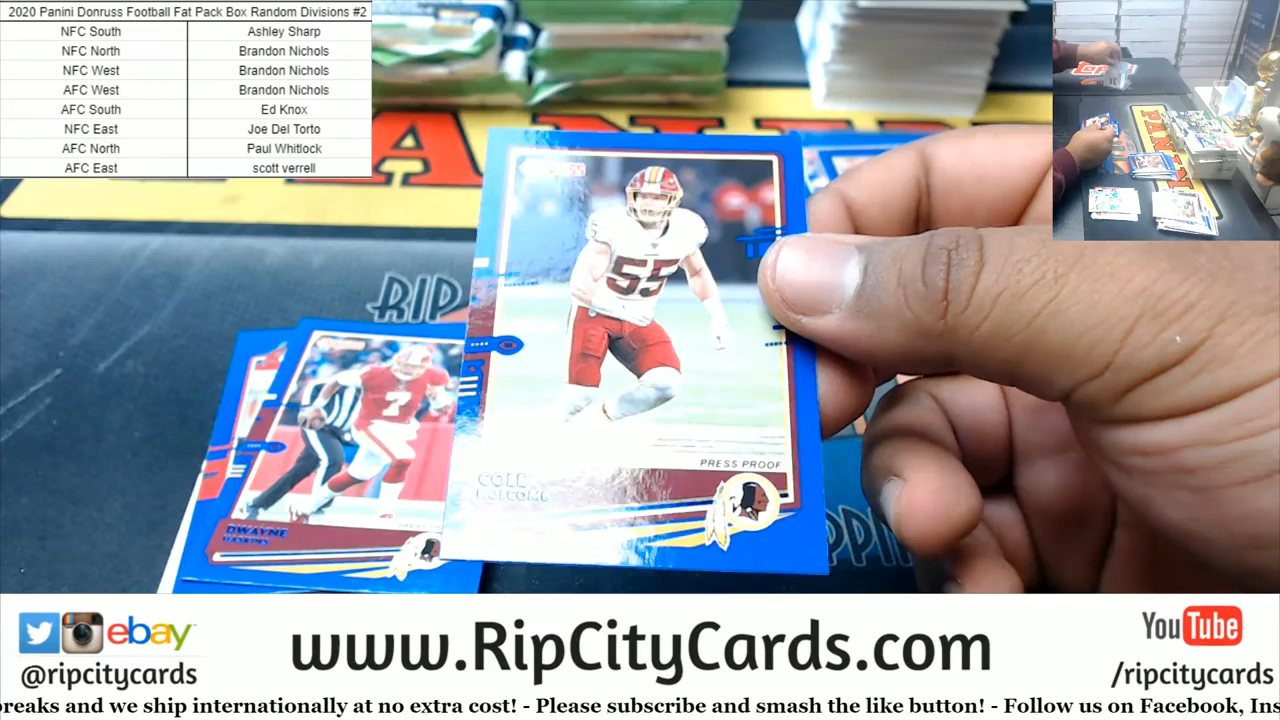 2020 Panini Donruss Football Fat Pack Box Random Divisions #2
NFC South Ashley Sharp
NFC North Brandon Nichols
NFC West Brandon Nichols
AFC West Brandon Nichols
AFC South Ed Knox
NFC East Joe Del Torto
AFC North Paul Whitlock
AFC East scott verrell
PANINI
RIP
55
7
PRESS PROOF
COLE
HOLCOMB
DWAYNE
HASKINS
ebay
@ripcitycards
www.RipCityCards.com
YouTube
/ripcitycards
breaks and we ship internationally at no extra cost! - Please subscribe and smash the like button! - Follow us on Facebook, Ins